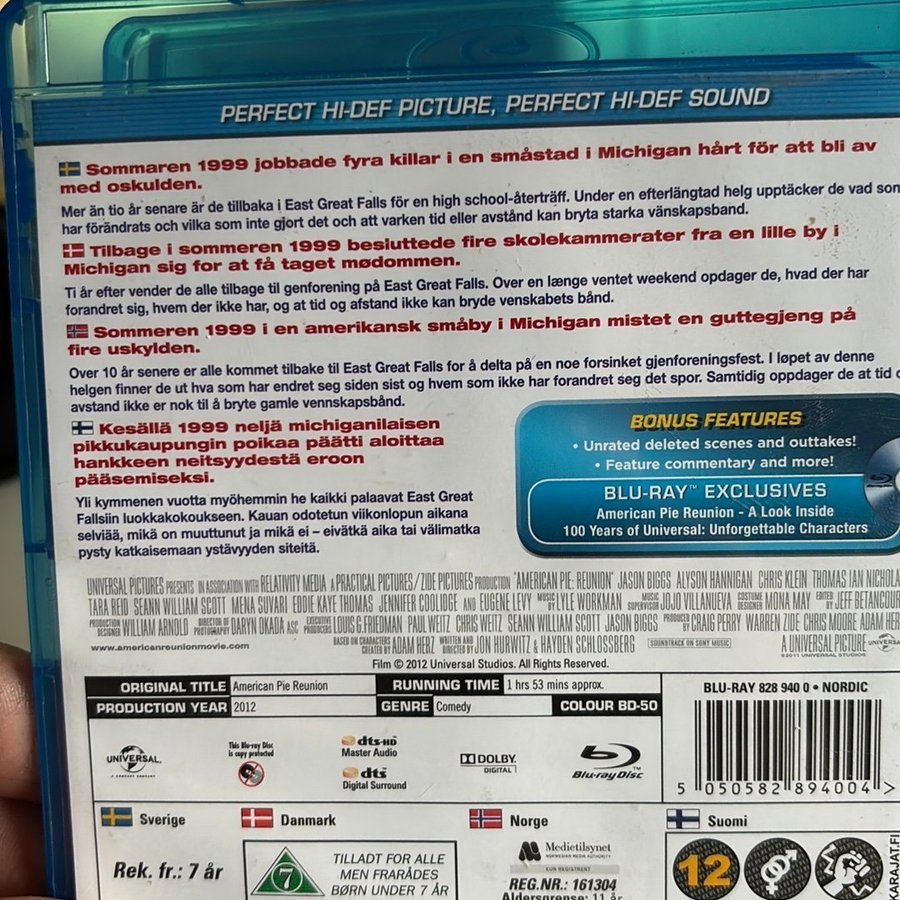 PERFECT HI-DEF PICTURE, PERFECT HI-DEF SOUND
Sommaren 1999 jobbade fyra killar i en småstad i Michigan hårt för att bli av
med oskulden.
Mer än tio år senare är de tillbaka i East Great Falls för en high school-återträff. Under en efterlängtad helg upptäcker de vad som
har förändrats och vilka som inte gjort det och att varken tid eller avstånd kan bryta starka vänskapsband.
Tilbage i sommeren 1999 besluttede fire skolekammerater fra en lille by i
Michigan sig for at få taget mødommen.
Ti år efter vender de alle tilbage til genforening på East Great Falls. Over en længe ventet weekend opdager de, hvad der har
forandret sig, hvem der ikke har, og at tid og afstand ikke kan bryde venskabets bånd.
Sommeren 1999 i en amerikansk småby i Michigan mistet en guttegjeng på
fire uskylden.
Over 10 år senere er alle kommet tilbake til East Great Falls for å delta på en noe forsinket gjenforeningsfest. I løpet av denne
helgen finner de ut hva som har endret seg siden sist og hvem som ikke har forandret seg det spor. Samtidig oppdager de at tid
avstand ikke er nok til å bryte gamle vennskapsbånd.
Kesällä 1999 neljä michiganilaisen
pikkukaupungin poikaa päätti aloittaa
hankkeen neitsyydestä eroon
pääsemiseksi.
Yli kymmenen vuotta myöhemmin he kaikki palaavat East Great
Fallsiin luokkakokoukseen. Kauan odotetun viikonlopun aikana
selviää, mikä on muuttunut ja mikä ei – eivätkä aika tai välimatka
pysty katkaisemaan ystävyyden siteitä.
BONUS FEATURES
• Unrated deleted scenes and outtakes!
• Feature commentary and more!
BLU-RAY™ EXCLUSIVES
American Pie Reunion - A Look Inside
100 Years of Universal: Unforgettable Characters
UNIVERSAL PICTURES PRESENTS IN ASSOCIATION WITH RELATIVITY MEDIA A PRACTICAL PICTURES / ZIDE PICTURES PRODUCTION "AMERICAN PIE: REUNION" JASON BIGGS ALYSON HANNIGAN CHRIS KLEIN THOMAS IAN NICHOLA
TARA REID SEANN WILLIAM SCOTT MENA SUVARI EDDIE KAYE THOMAS JENNIFER COOLIDGE AND EUGENE LEVY MUSIC BY LYLE WORKMAN MUSIC SUPERVISOR JOJO VILLANUEVA COSTUME DESIGNER MONA MAY EDITED BY JEFF BETANCOUR
PRODUCTION DESIGNER WILLIAM ARNOLD DIRECTOR OF PHOTOGRAPHY DARYN OKADA ASC EXECUTIVE PRODUCERS LOUIS G. FRIEDMAN PAUL WEITZ CHRIS WEITZ SEANN WILLIAM SCOTT JASON BIGGS PRODUCED BY CRAIG PERRY WARREN ZIDE CHRIS MOORE ADAM HER
www.americanreunionmovie.com
BASED ON CHARACTERS CREATED BY ADAM HERZ WRITTEN AND DIRECTED BY JON HURWITZ & HAYDEN SCHLOSSBERG SOUNDTRACK ON SONY MUSIC A UNIVERSAL PICTURE UNIVERSA
©2011 UNIVERSAL STUDIOS
Film © 2012 Universal Studios. All Rights Reserved.
ORIGINAL TITLE American Pie Reunion RUNNING TIME 1 hrs 53 mins approx.
PRODUCTION YEAR 2012 GENRE Comedy COLOUR BD-50
BLU-RAY 828 940 0 • NORDIC
UNIVERSAL
This Blu-ray Disc
is copy protected
dts-HD
Master Audio
dts
Digital Surround
DOLBY
DIGITAL
Blu-ray Disc
5 050582 894004 >
Sverige
Rek. fr.: 7 år
Danmark
7
TILLADT FOR ALLE
MEN FRARÅDES
BØRN UNDER 7 ÅR
Norge
Medietilsynet
NORWEGIAN MEDIA AUTHORITY
KUN REGISTRERT
REG.NR.: 161304
Aldersgrense: 11 år
Suomi
12
KARAJAT.FI